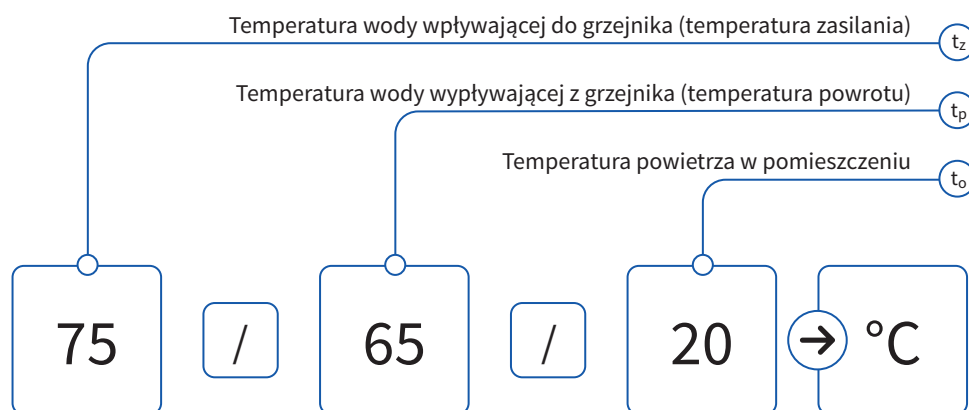 Temperatura wody wpływającej do grzejnika (temperatura zasilania)
tz
Temperatura wody wypływającej z grzejnika (temperatura powrotu)
tp
Temperatura powietrza w pomieszczeniu
to
75 / 65 / 20 → °C